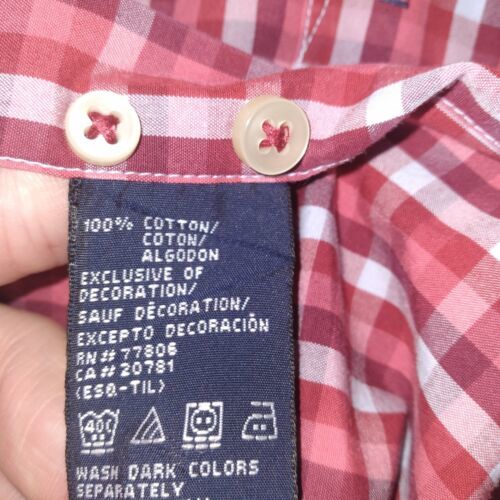 100% COTTON/
COTON/
ALGODON
EXCLUSIVE OF
DECORATION/
SAUF DÉCORATION/
EXCEPTO DECORACIÓN
RN# 77806
CA# 20781
(ESQ-TIL)
40C
WASH DARK COLORS
SEPARATELY